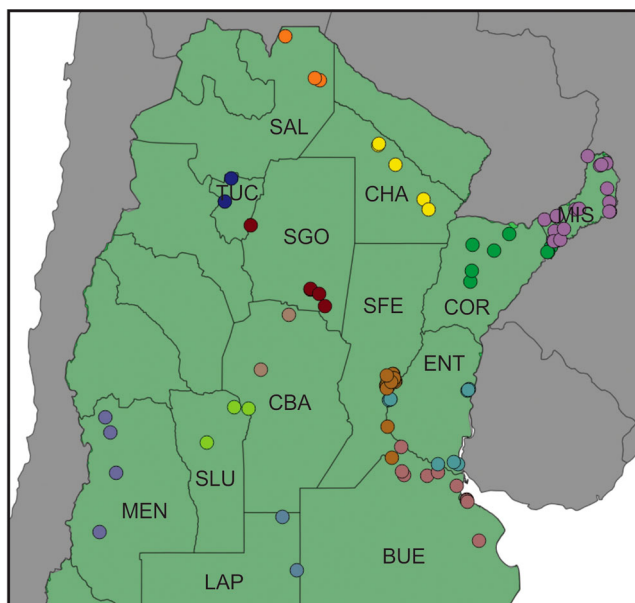 SAL
TUC
CHA
MIS
SGO
SFE
COR
ENT
CBA
SLU
MEN
BUE
LAP